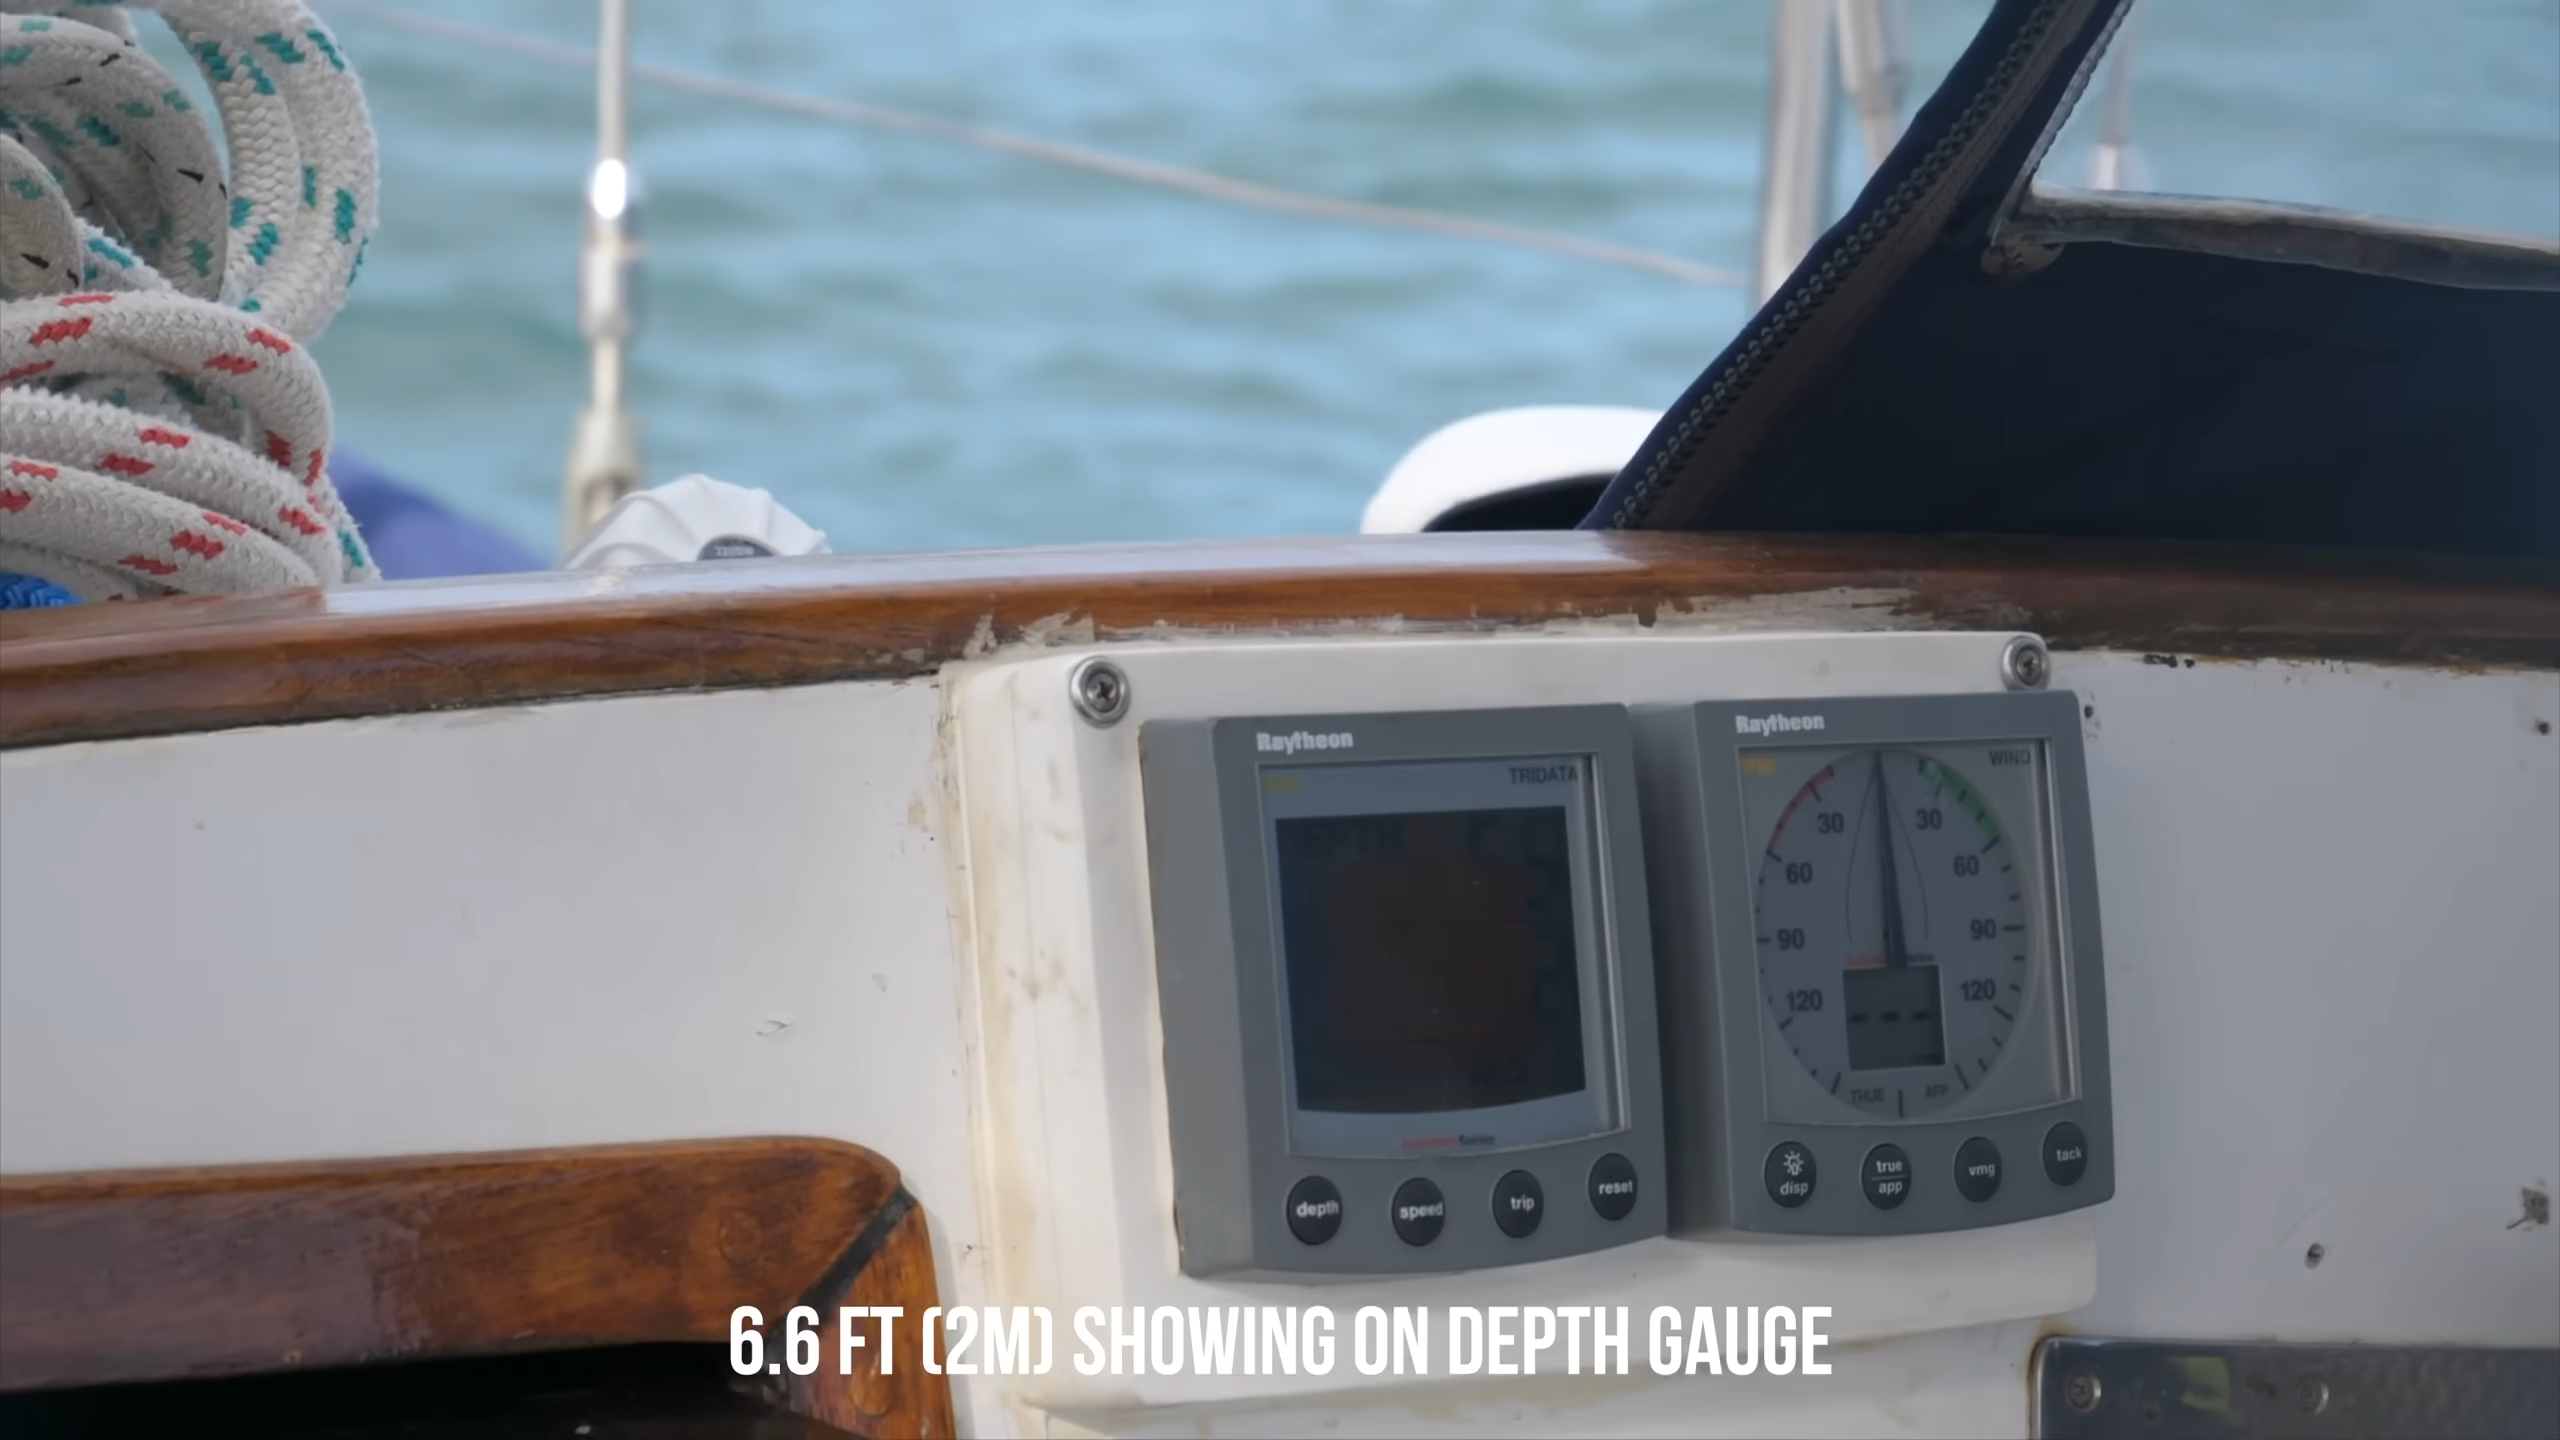 Raytheon
TRIDATA
depth
speed
trip
reset
Raytheon
WIND
30
30
60
60
90
90
120
120
TRUE
APP
disp
true
app
vmg
tack
6.6 FT (2M) SHOWING ON DEPTH GAUGE